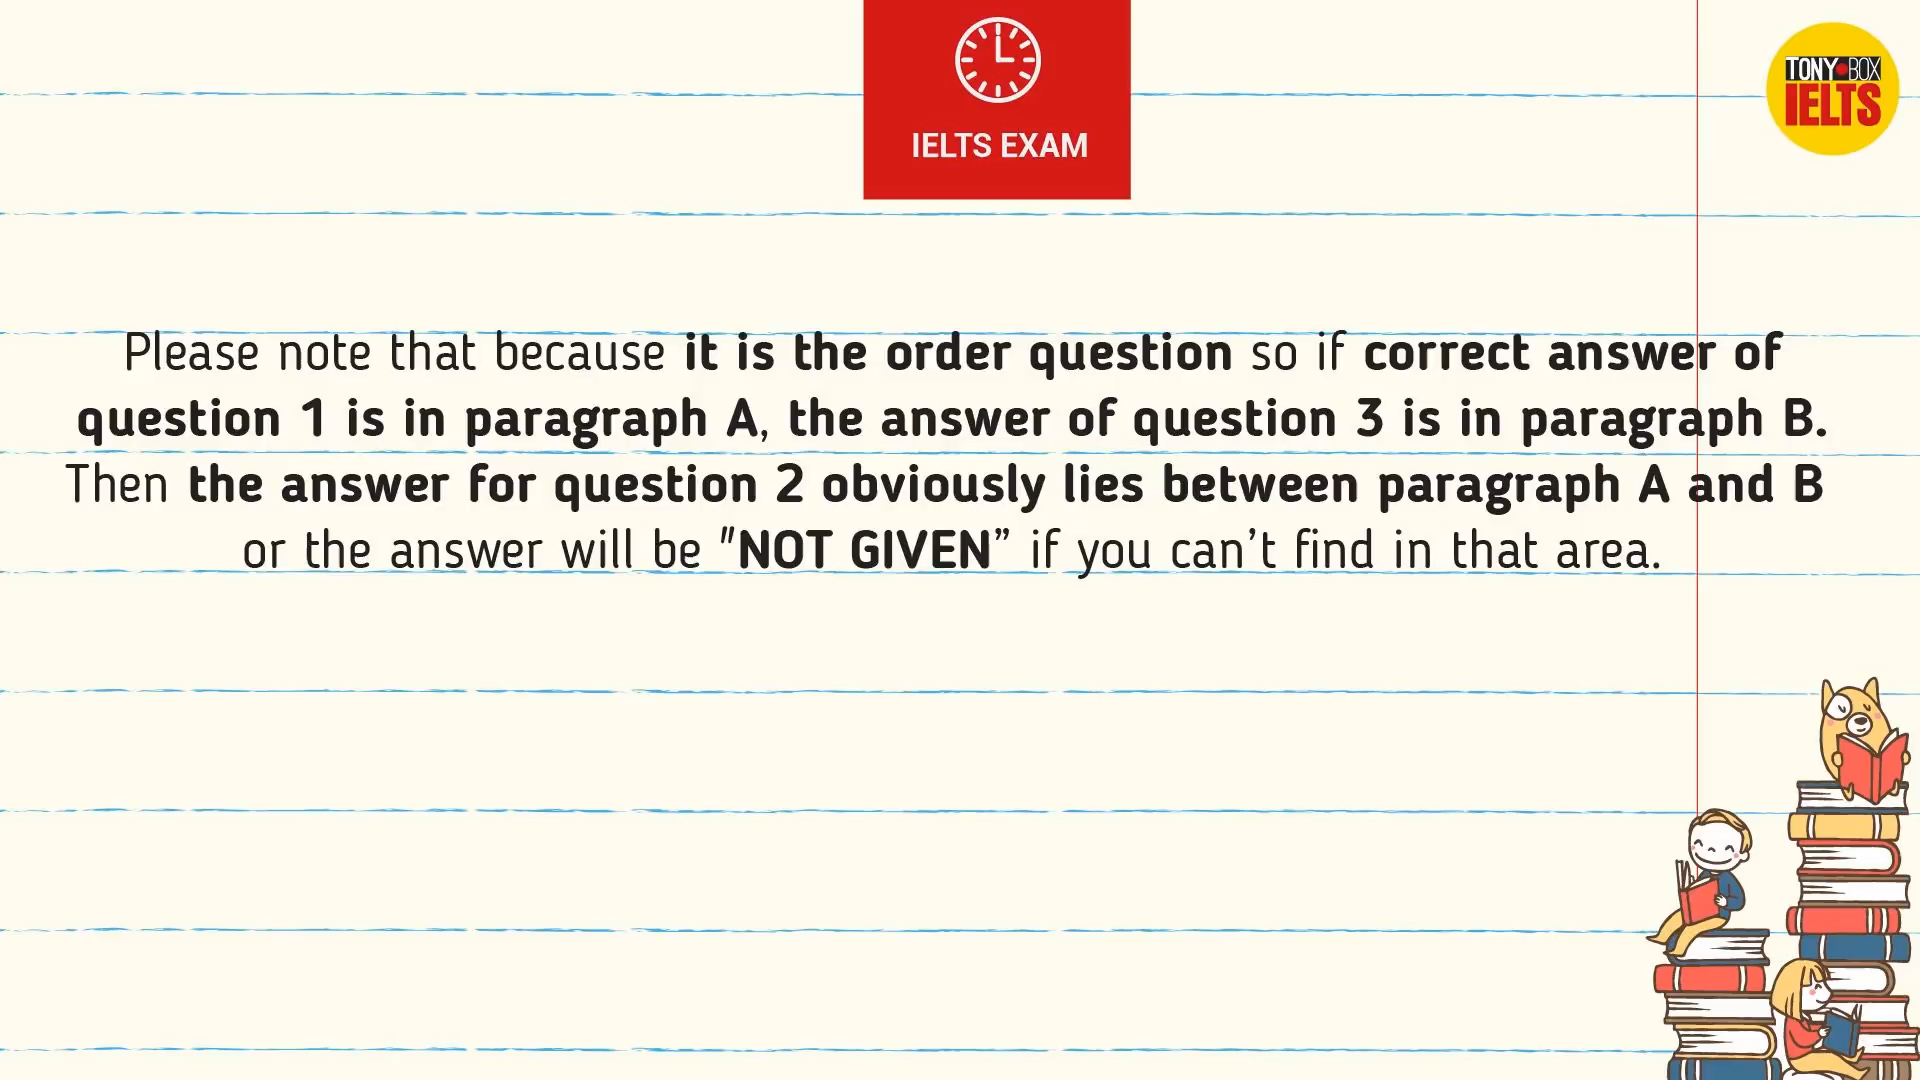 IELTS EXAM
TONY BOX
IELTS
Please note that because it is the order question so if correct answer of
question 1 is in paragraph A, the answer of question 3 is in paragraph B.
Then the answer for question 2 obviously lies between paragraph A and B
or the answer will be "NOT GIVEN” if you can’t find in that area.